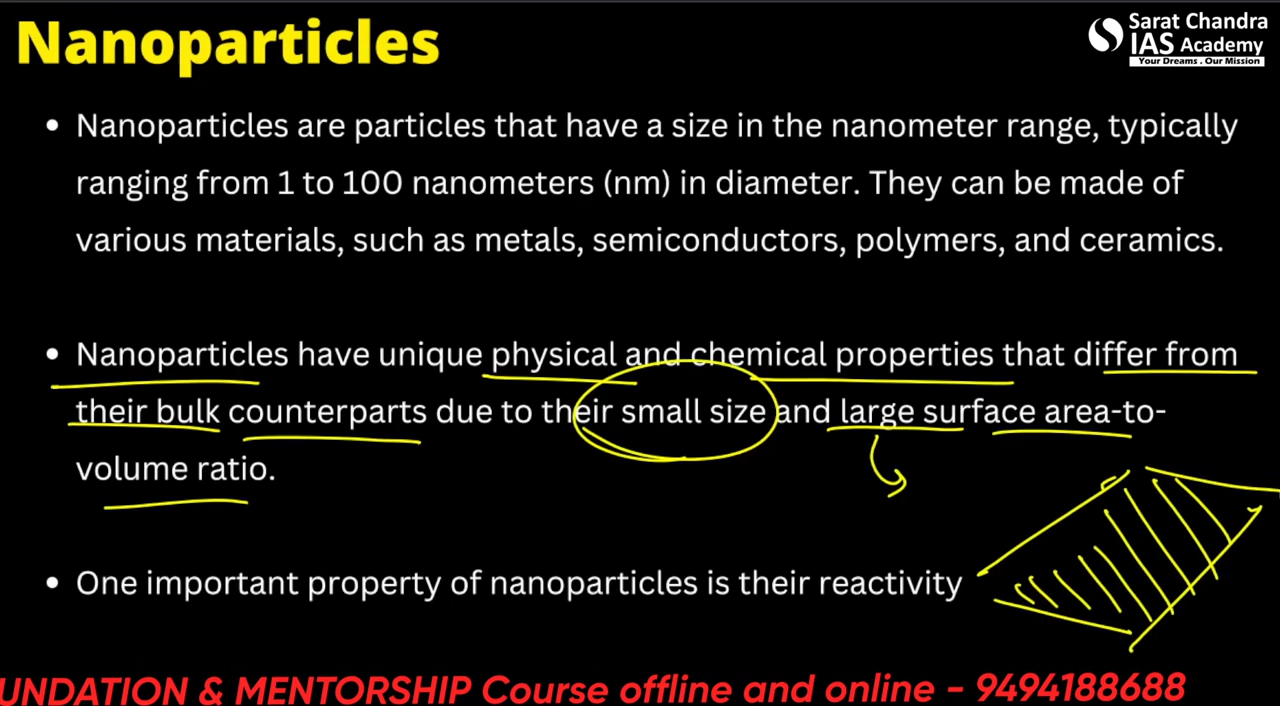 Nanoparticles
Sarat Chandra
IAS Academy
Your Dreams . Our Mission
• Nanoparticles are particles that have a size in the nanometer range, typically
ranging from 1 to 100 nanometers (nm) in diameter. They can be made of
various materials, such as metals, semiconductors, polymers, and ceramics.
• Nanoparticles have unique physical and chemical properties that differ from
their bulk counterparts due to their small size and large surface area-to-
volume ratio.
• One important property of nanoparticles is their reactivity
UNDATION & MENTORSHIP Course offline and online - 9494188688